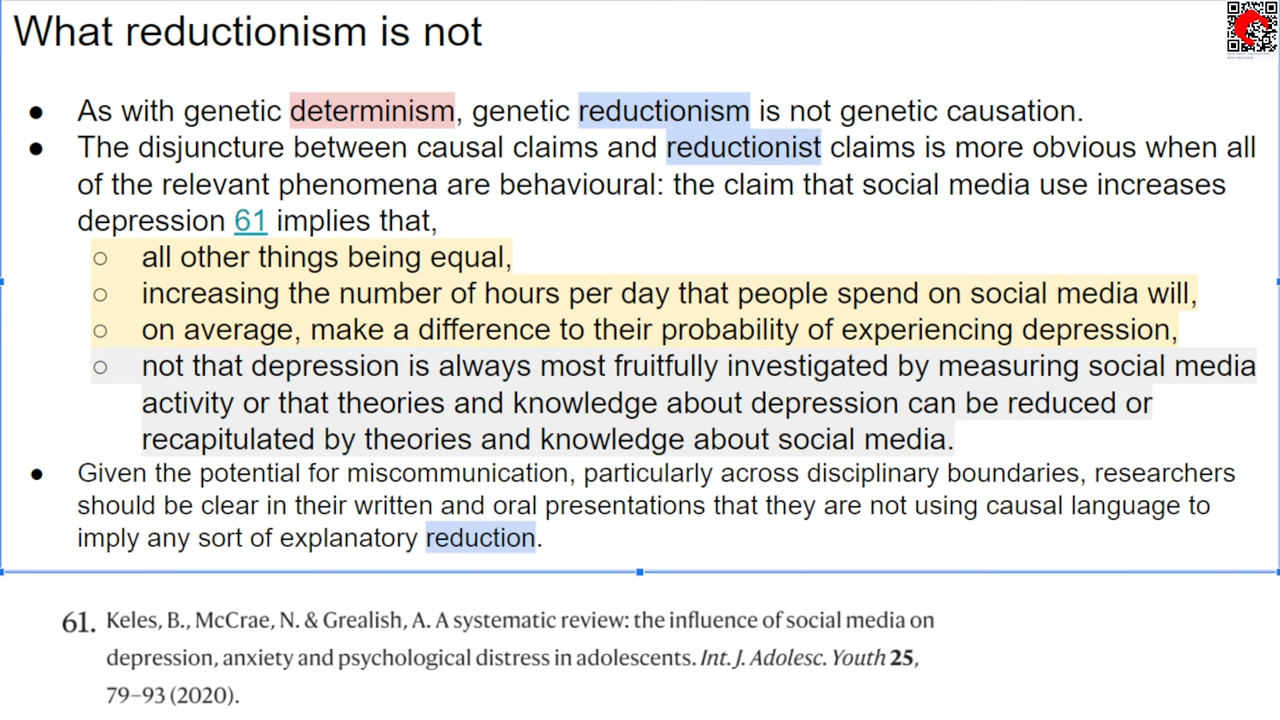 What reductionism is not
● As with genetic determinism, genetic reductionism is not genetic causation.
● The disjuncture between causal claims and reductionist claims is more obvious when all
of the relevant phenomena are behavioural: the claim that social media use increases
depression 61 implies that,
○ all other things being equal,
○ increasing the number of hours per day that people spend on social media will,
○ on average, make a difference to their probability of experiencing depression,
○ not that depression is always most fruitfully investigated by measuring social media
activity or that theories and knowledge about depression can be reduced or
recapitulated by theories and knowledge about social media.
● Given the potential for miscommunication, particularly across disciplinary boundaries, researchers
should be clear in their written and oral presentations that they are not using causal language to
imply any sort of explanatory reduction.
61. Keles, B., McCrae, N. & Grealish, A. A systematic review: the influence of social media on
depression, anxiety and psychological distress in adolescents. Int. J. Adolesc. Youth 25,
79–93 (2020).